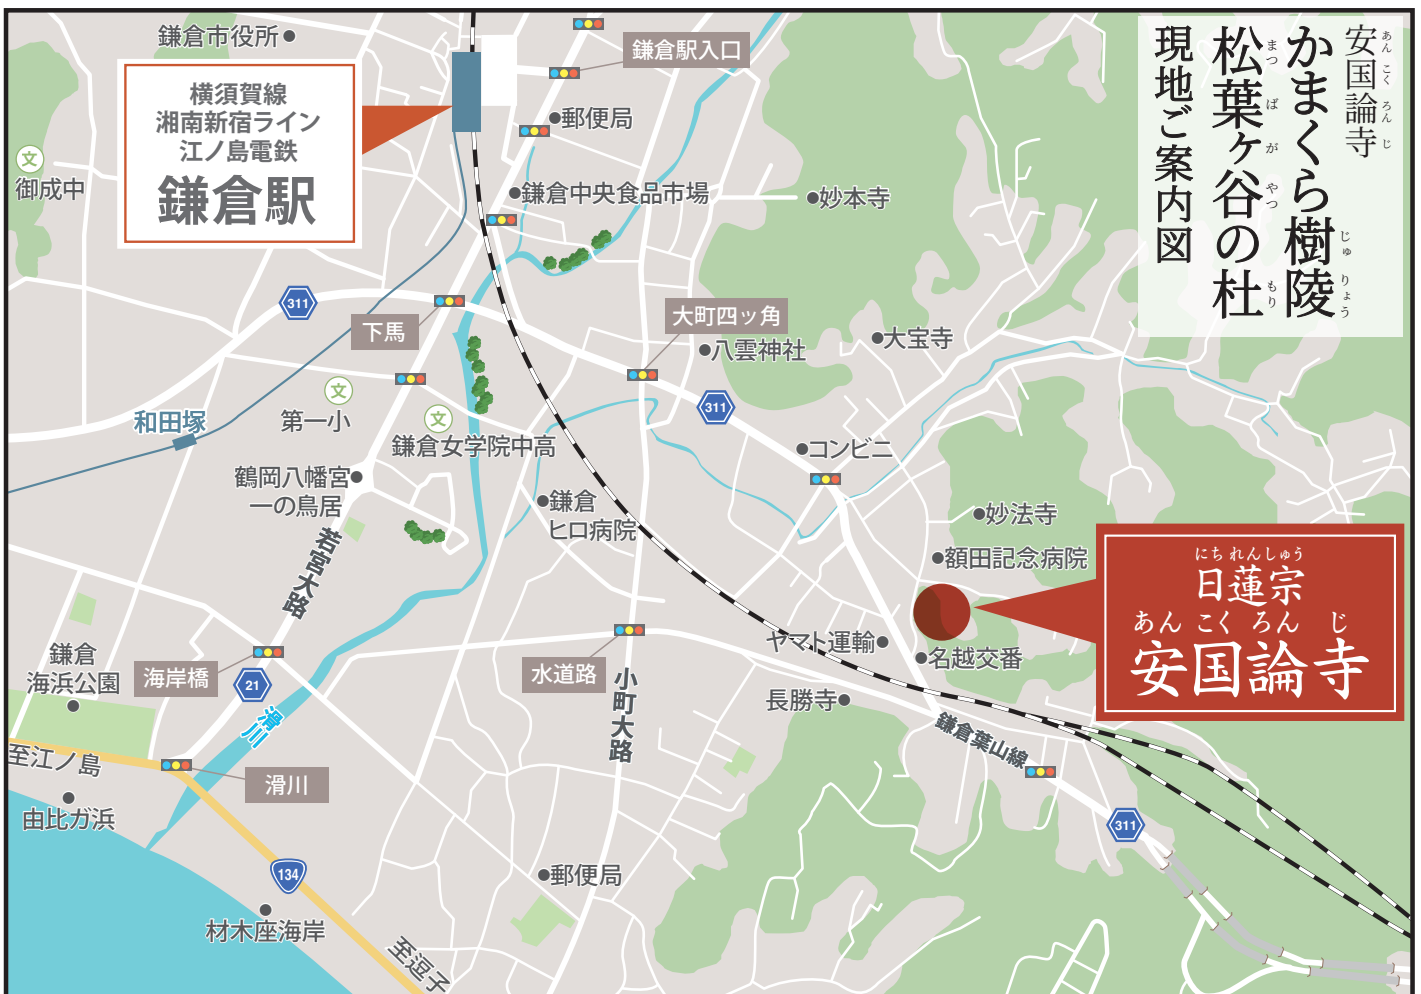 安国論寺
あんこくろんじ
かまくら樹陵
じゅりょう
松葉ヶ谷の杜
まつばがやつもり
現地ご案内図
鎌倉市役所
横須賀線
湘南新宿ライン
江ノ島電鉄
鎌倉駅
鎌倉駅入口
郵便局
文
御成中
鎌倉中央食品市場
妙本寺
311
下馬
大町四ッ角
八雲神社
大宝寺
文
第一小
和田塚
文
鎌倉女学院中高
311
コンビニ
鶴岡八幡宮
一の鳥居
鎌倉
ヒロ病院
妙法寺
額田記念病院
若宮大路
にちれんしゅう
日蓮宗
あんこくろんじ
安国論寺
ヤマト運輸
名越交番
鎌倉
海浜公園
海岸橋
21
水道路
小町大路
長勝寺
滑川
鎌倉葉山線
至江ノ島
滑川
由比ガ浜
311
134
郵便局
材木座海岸
至逗子